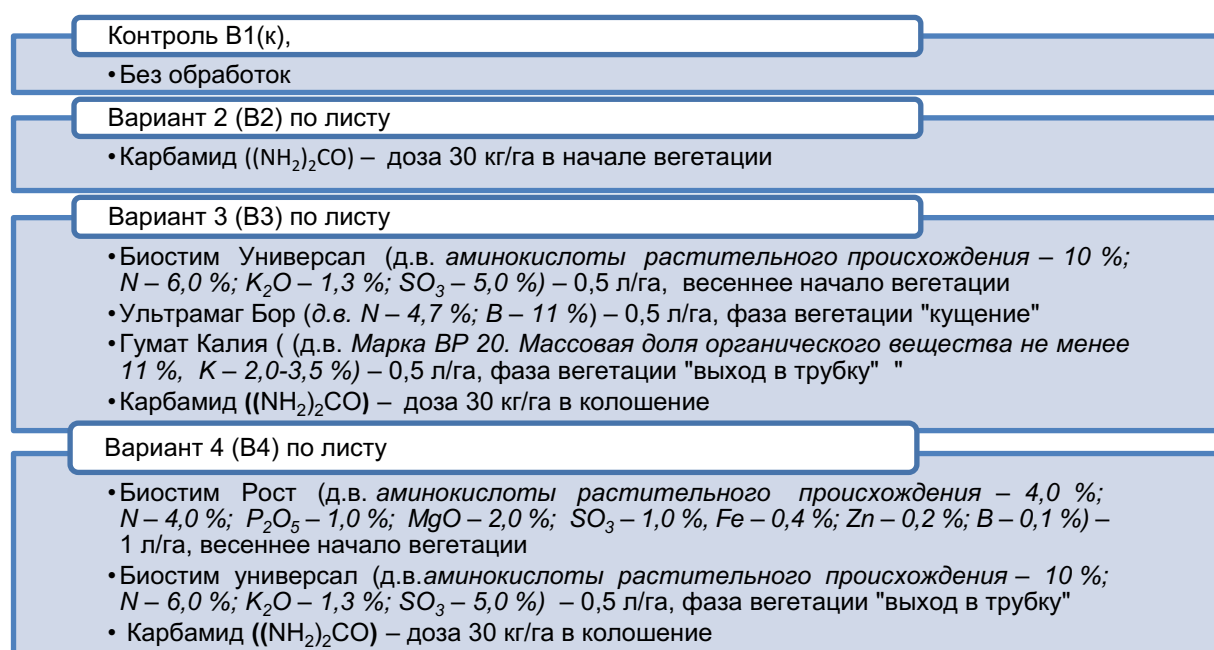 Контроль В1(к),
•Без обработок
Вариант 2 (В2) по листу
•Карбамид ((NH₂)₂CO) – доза 30 кг/га в начале вегетации
Вариант 3 (В3) по листу
•Биостим Универсал (д.в. аминокислоты растительного происхождения – 10 %;
N – 6,0 %; K₂O – 1,3 %; SO₃ – 5,0 %) – 0,5 л/га, весеннее начало вегетации
•Ультрамаг Бор (д.в. N – 4,7 %; B – 11 %) – 0,5 л/га, фаза вегетации "кущение"
•Гумат Калия ( (д.в. Марка ВР 20. Массовая доля органического вещества не менее
11 %, K – 2,0-3,5 %) – 0,5 л/га, фаза вегетации "выход в трубку" "
•Карбамид ((NH₂)₂CO) – доза 30 кг/га в колошение
Вариант 4 (В4) по листу
•Биостим Рост (д.в. аминокислоты растительного происхождения – 4,0 %;
N – 4,0 %; P₂O₅ – 1,0 %; MgO – 2,0 %; SO₃ – 1,0 %, Fe – 0,4 %; Zn – 0,2 %; B – 0,1 %) –
1 л/га, весеннее начало вегетации
•Биостим универсал (д.в.аминокислоты растительного происхождения – 10 %;
N – 6,0 %; K₂O – 1,3 %; SO₃ – 5,0 %) – 0,5 л/га, фаза вегетации "выход в трубку"
• Карбамид ((NH₂)₂CO) – доза 30 кг/га в колошение